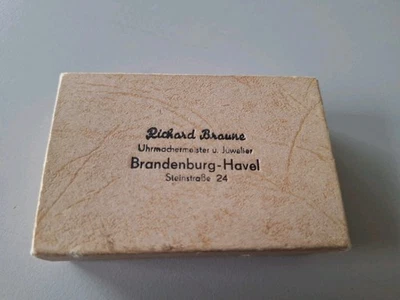 Richard Braune
Uhrmachermeister u. Juwelier
Brandenburg-Havel
Steinstraße 24